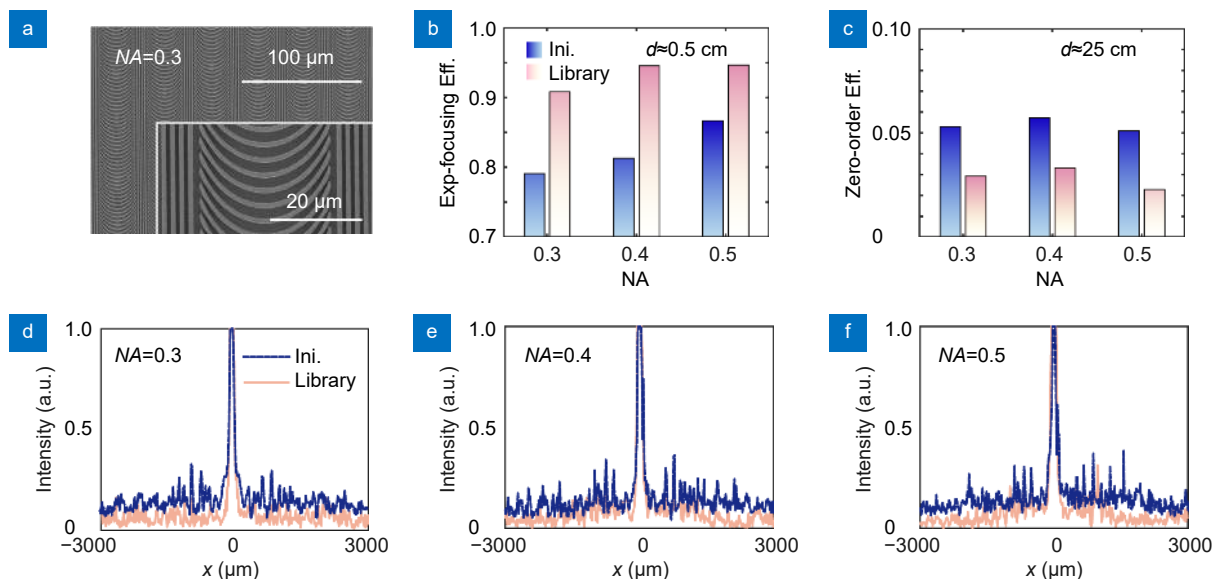 a
NA=0.3
100 µm
20 µm
b
Exp-focusing Eff.
1.0
0.9
0.8
0.7
Ini.
Library
d≈0.5 cm
0.3
0.4
0.5
NA
c
Zero-order Eff.
0.10
0.05
0
d≈25 cm
0.3
0.4
0.5
NA
d
Intensity (a.u.)
1.0
0.5
0
NA=0.3
Ini.
Library
−3000
0
3000
x (µm)
e
Intensity (a.u.)
1.0
0.5
0
NA=0.4
−3000
0
3000
x (µm)
f
Intensity (a.u.)
1.0
0.5
0
NA=0.5
−3000
0
3000
x (µm)